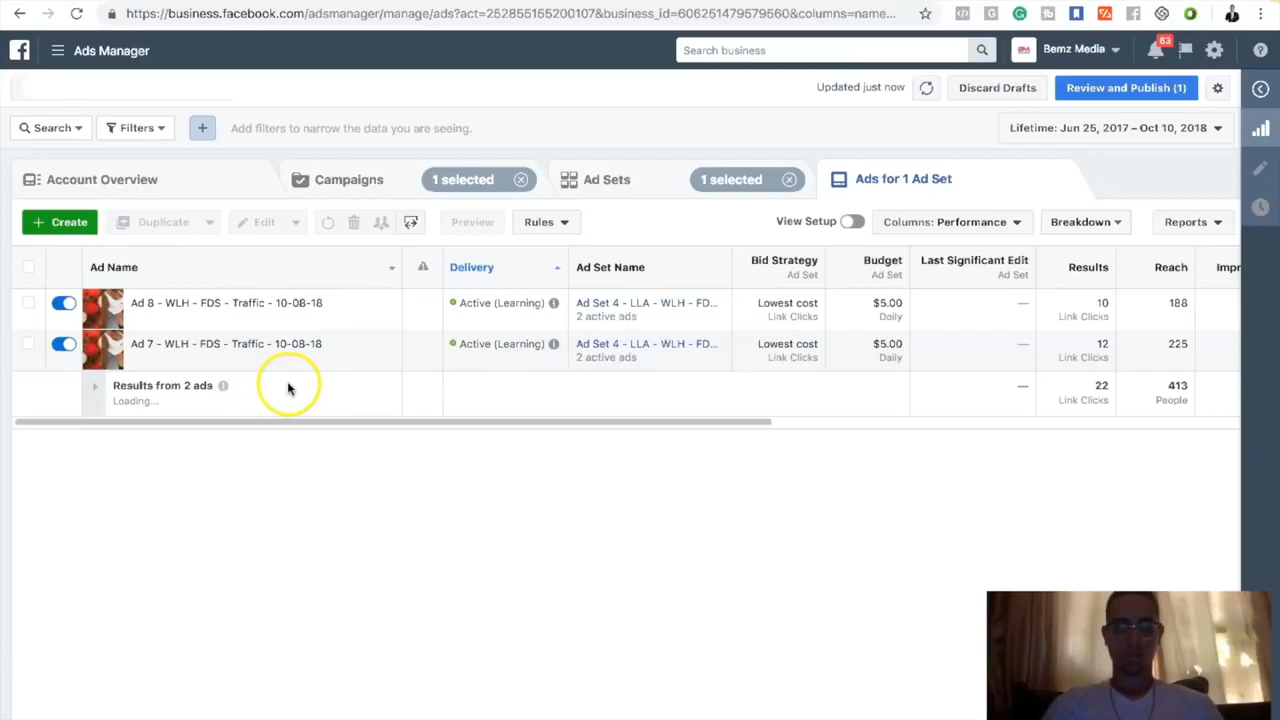 https://business.facebook.com/adsmanager/manage/ads?act=252855155200107&business_id=606251479579560&columns=name...
Ads Manager
Search business
Bemz Media
63
Updated just now
Discard Drafts
Review and Publish (1)
Search
Filters
+
Add filters to narrow the data you are seeing.
Lifetime: Jun 25, 2017 – Oct 10, 2018
Account Overview
Campaigns
1 selected
Ad Sets
1 selected
Ads for 1 Ad Set
+ Create
Duplicate
Edit
Preview
Rules
View Setup
Columns: Performance
Breakdown
Reports
Ad Name
Delivery
Ad Set Name
Bid Strategy
Ad Set
Budget
Ad Set
Last Significant Edit
Ad Set
Results
Reach
Impr
Ad 8 - WLH - FDS - Traffic - 10-08-18
Active (Learning)
Ad Set 4 - LLA - WLH - FD...
2 active ads
Lowest cost
Link Clicks
$5.00
Daily
—
10
Link Clicks
188
Ad 7 - WLH - FDS - Traffic - 10-08-18
Active (Learning)
Ad Set 4 - LLA - WLH - FD...
2 active ads
Lowest cost
Link Clicks
$5.00
Daily
—
12
Link Clicks
225
Results from 2 ads
Loading...
—
22
Link Clicks
413
People